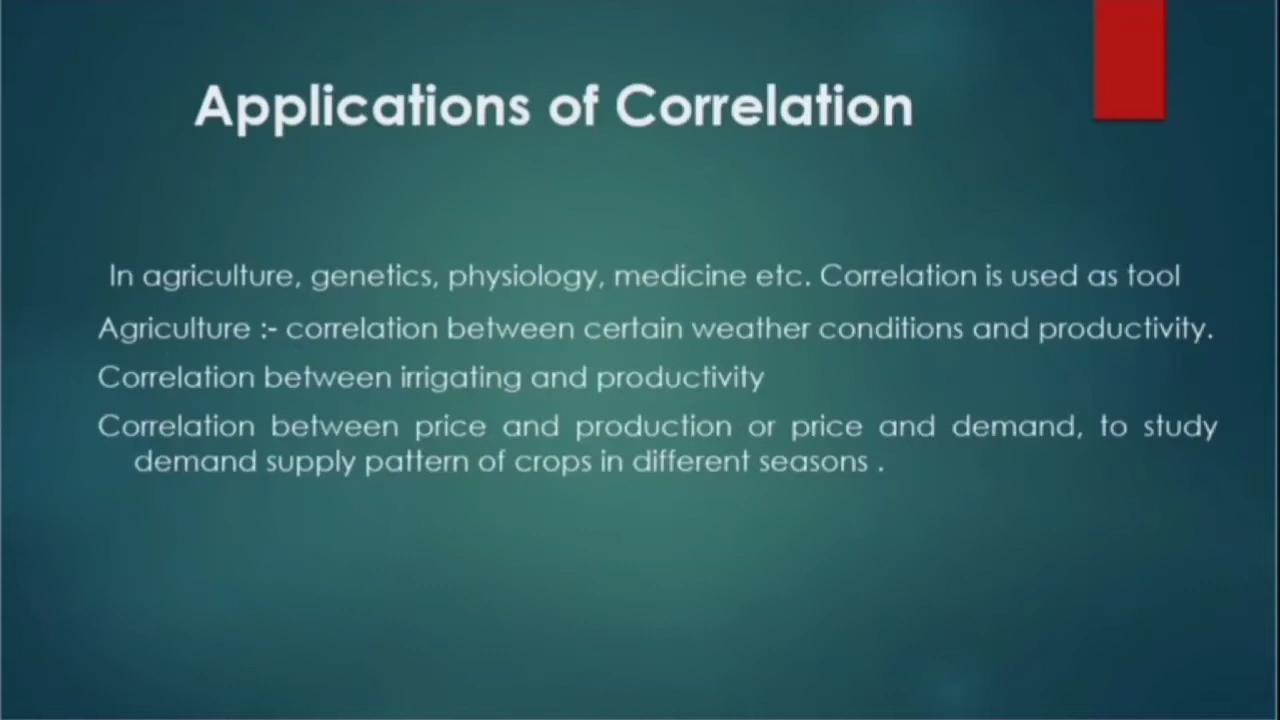 Applications of Correlation
In agriculture, genetics, physiology, medicine etc. Correlation is used as tool
Agriculture :- correlation between certain weather conditions and productivity.
Correlation between irrigating and productivity
Correlation between price and production or price and demand, to study
demand supply pattern of crops in different seasons .